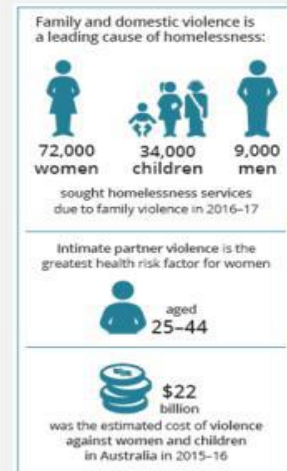 Family and domestic violence is
a leading cause of homelessness:
72,000
women
34,000
children
9,000
men
sought homelessness services
due to family violence in 2016–17
Intimate partner violence is the
greatest health risk factor for women
aged
25–44
$22
billion
was the estimated cost of violence
against women and children
in Australia in 2015–16